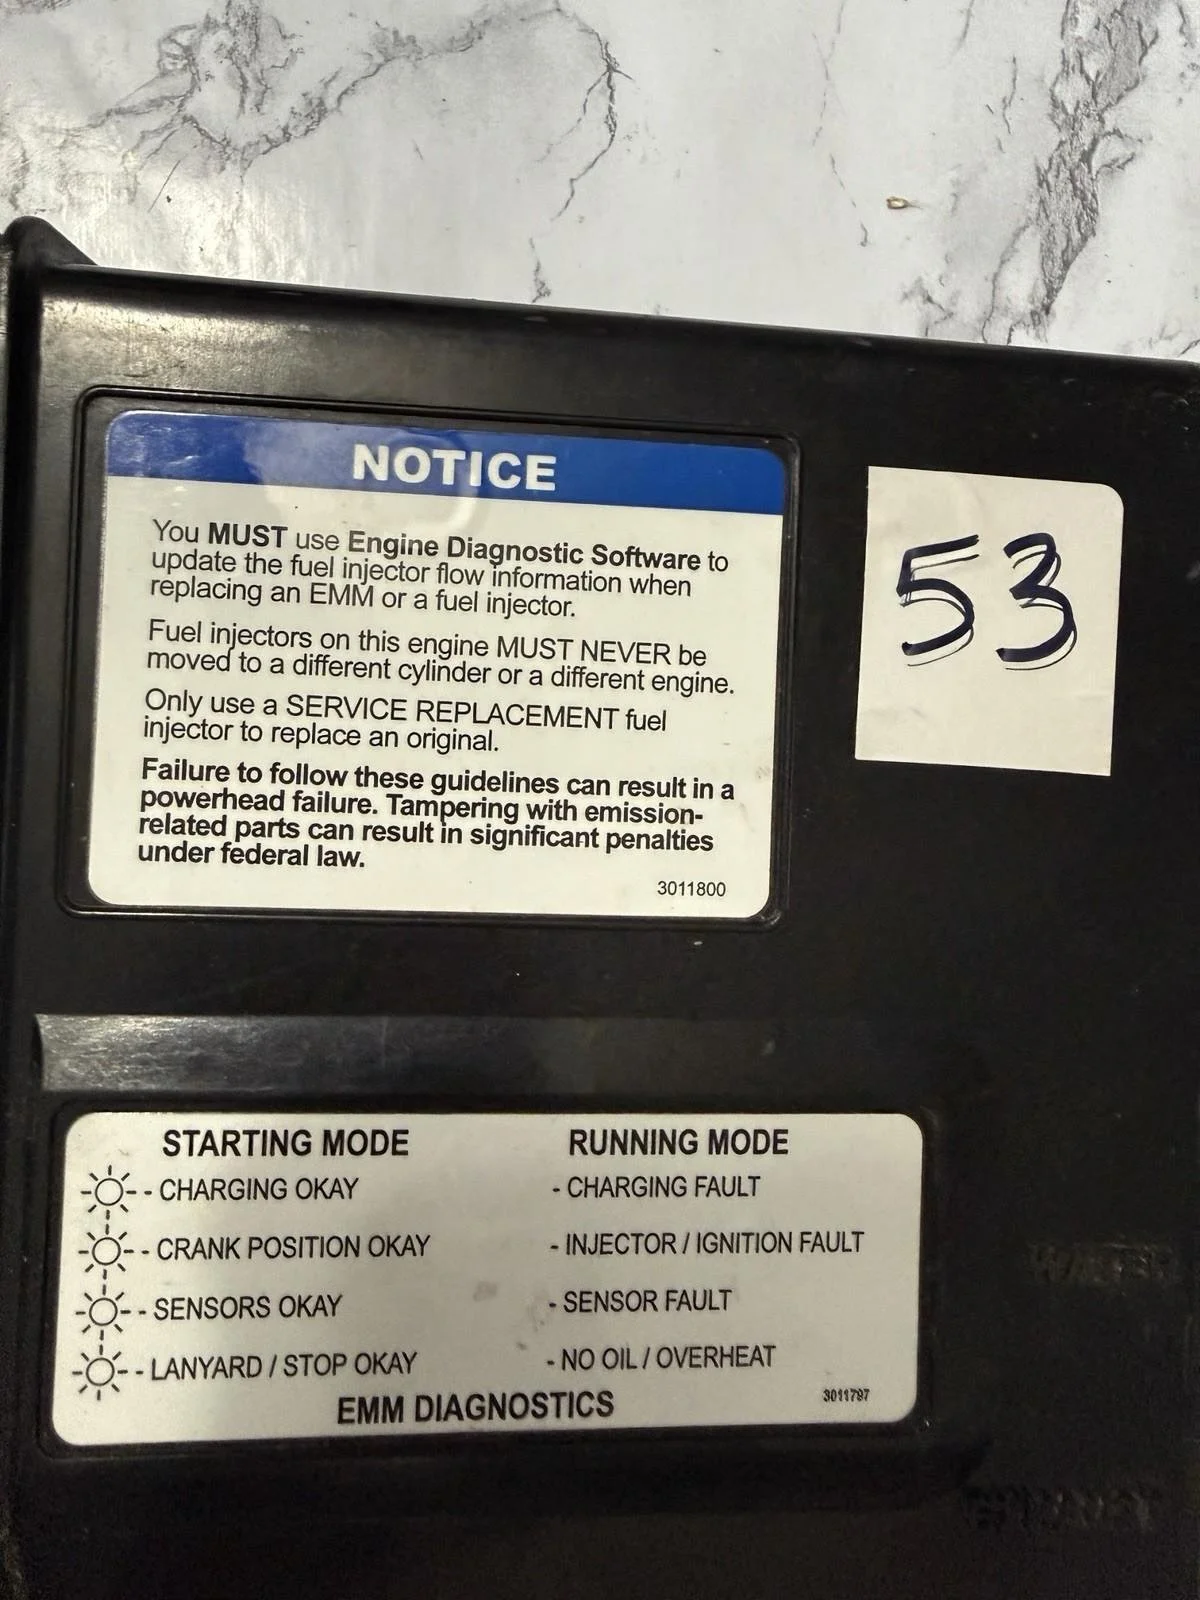 NOTICE
You MUST use Engine Diagnostic Software to
update the fuel injector flow information when
replacing an EMM or a fuel injector.
Fuel injectors on this engine MUST NEVER be
moved to a different cylinder or a different engine.
Only use a SERVICE REPLACEMENT fuel
injector to replace an original.
Failure to follow these guidelines can result in a
powerhead failure. Tampering with emission-
related parts can result in significant penalties
under federal law.
3011800
53
STARTING MODE RUNNING MODE
- - CHARGING OKAY - CHARGING FAULT
- - CRANK POSITION OKAY - INJECTOR / IGNITION FAULT
- - SENSORS OKAY - SENSOR FAULT
- - LANYARD / STOP OKAY - NO OIL / OVERHEAT
EMM DIAGNOSTICS
3011797